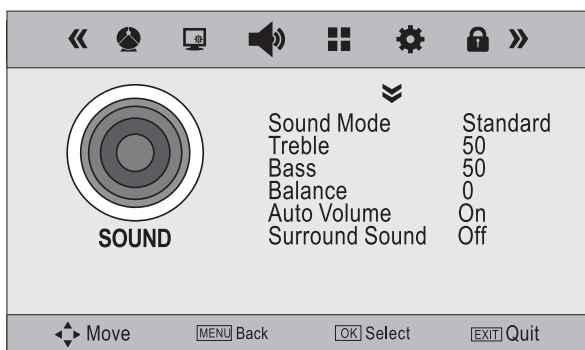 Sound Mode Standard
Treble 50
Bass 50
Balance 0
Auto Volume On
Surround Sound Off
SOUND
Move MENU Back OK Select EXIT Quit